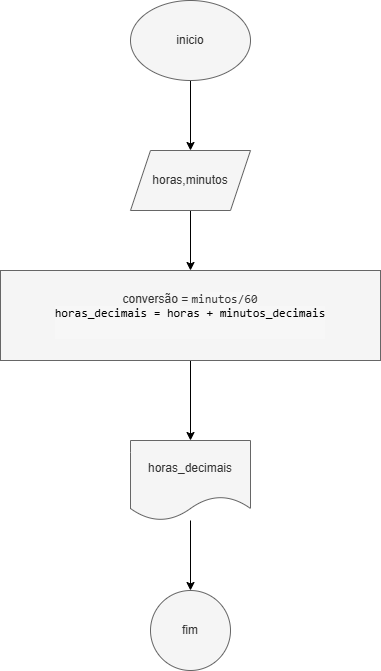 inicio
horas,minutos
conversão = minutos/60
horas_decimais = horas + minutos_decimais
horas_decimais
fim